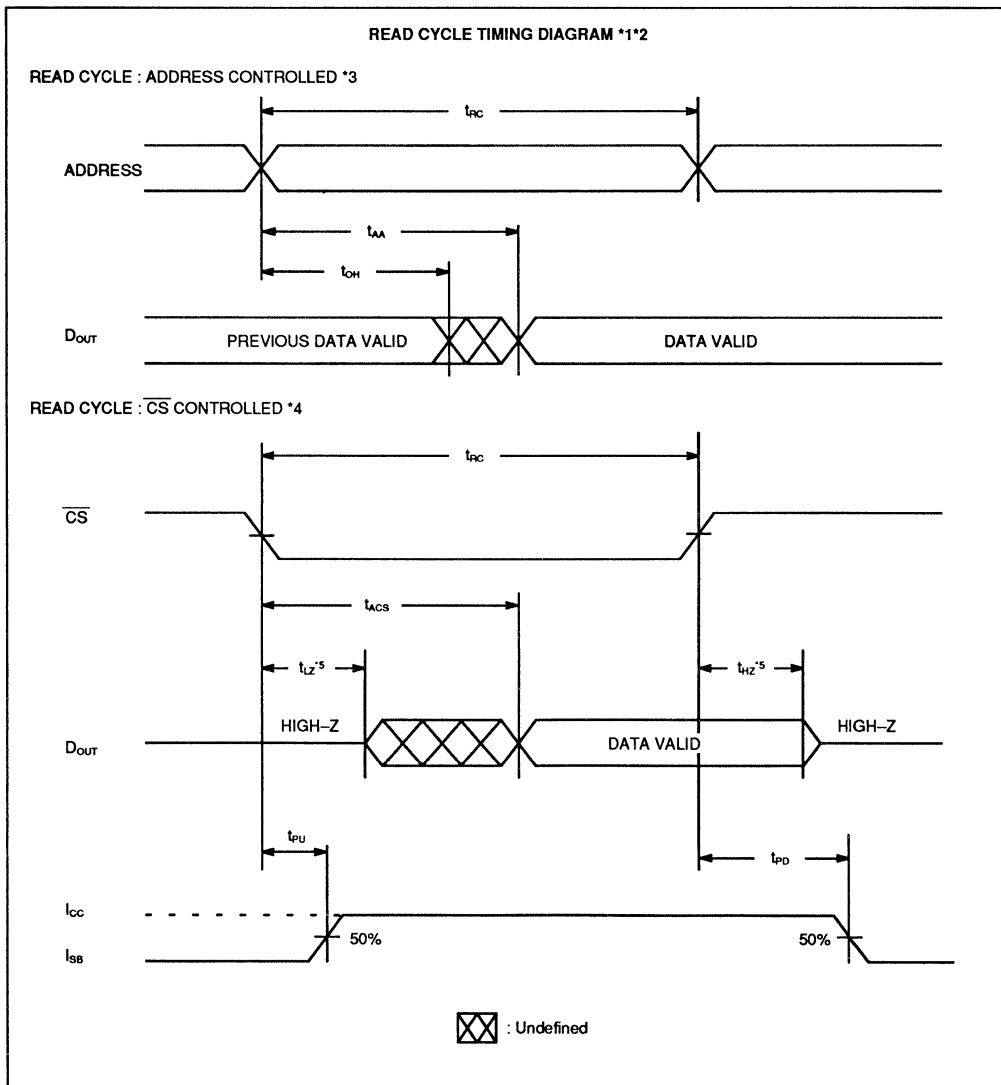 READ CYCLE TIMING DIAGRAM *1*2
READ CYCLE : ADDRESS CONTROLLED *3
tRC
ADDRESS
tAA
tOH
DOUT
PREVIOUS DATA VALID
DATA VALID
READ CYCLE : C̅S̅ CONTROLLED *4
tRC
C̅S̅
tACS
tLZ*5
tHZ*5
HIGH–Z
HIGH–Z
DOUT
DATA VALID
tPU
tPD
ICC
50%
50%
ISB
: Undefined